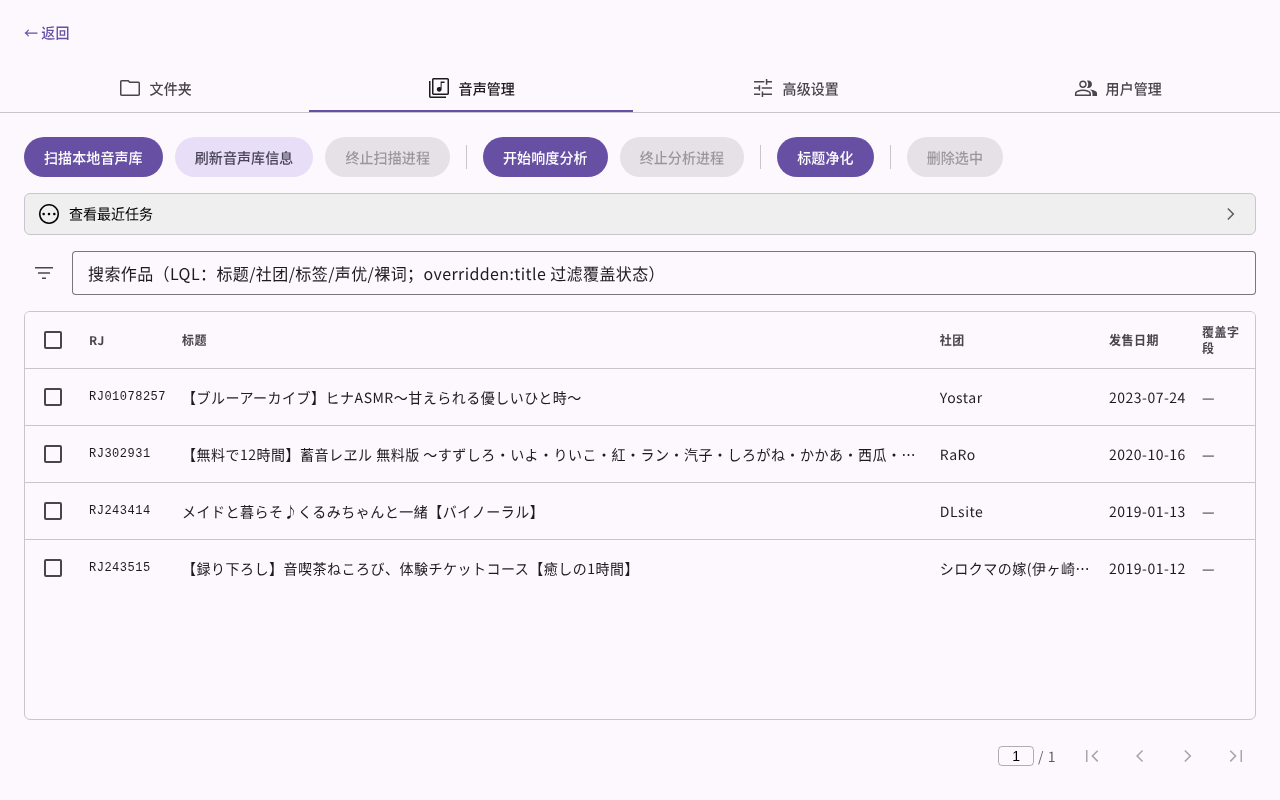 ← 返回
文件夹
音声管理
高级设置
用户管理
扫描本地音声库
刷新音声库信息
终止扫描进程
开始响度分析
终止分析进程
标题净化
删除选中
查看最近任务
搜索作品（LQL：标题/社团/标签/声优/裸词；overridden:title 过滤覆盖状态）
RJ 标题 社团 发售日期 覆盖字段
RJ01078257 【ブルーアーカイブ】ヒナASMR～甘えられる優しいひと時～ Yostar 2023-07-24 —
RJ302931 【無料で12時間】蓄音レヱル 無料版 ～すずしろ・いよ・りいこ・紅・ラン・汽子・しろがね・かかあ・西瓜・… RaRo 2020-10-16 —
RJ243414 メイドと暮らそ♪くるみちゃんと一緒【バイノーラル】 DLsite 2019-01-13 —
RJ243515 【録り下ろし】音喫茶ねころび、体験チケットコース【癒しの1時間】 シロクマの嫁(伊ヶ崎… 2019-01-12 —
1 / 1